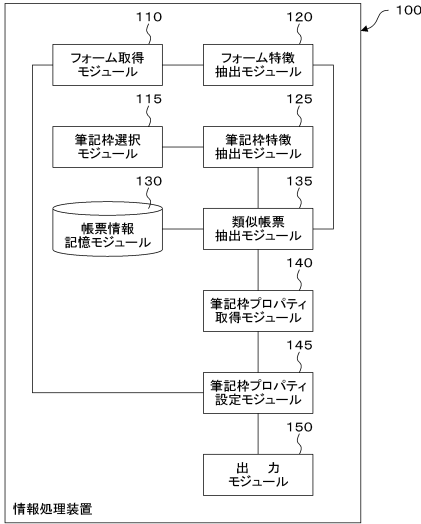 100
110
フォーム取得
モジュール
120
フォーム特徴
抽出モジュール
115
筆記枠選択
モジュール
125
筆記枠特徴
抽出モジュール
130
帳票情報
記憶モジュール
135
類似帳票
抽出モジュール
140
筆記枠プロパティ
取得モジュール
145
筆記枠プロパティ
設定モジュール
150
出 力
モジュール
情報処理装置